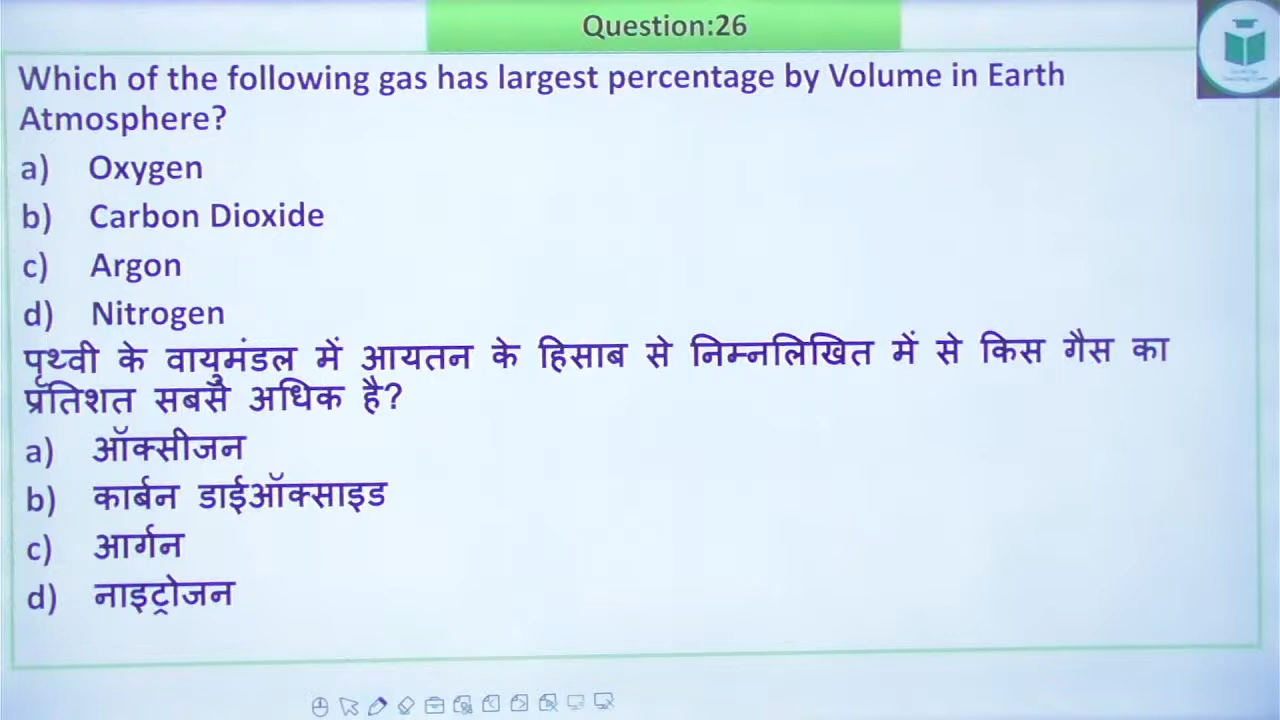 Question:26
Which of the following gas has largest percentage by Volume in Earth
Atmosphere?
a) Oxygen
b) Carbon Dioxide
c) Argon
d) Nitrogen
पृथ्वी के वायुमंडल में आयतन के हिसाब से निम्नलिखित में से किस गैस का
प्रतिशत सबसे अधिक है?
a) ऑक्सीजन
b) कार्बन डाईऑक्साइड
c) आर्गन
d) नाइट्रोजन